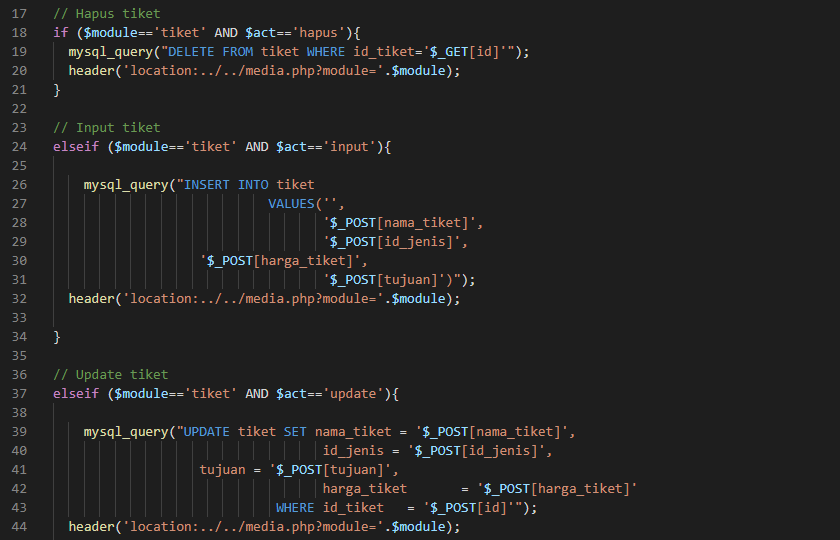 17 // Hapus tiket
18 if ($module=='tiket' AND $act=='hapus'){
19 mysql_query("DELETE FROM tiket WHERE id_tiket='$_GET[id]'");
20 header('location:../../media.php?module='.$module);
21 }
22
23 // Input tiket
24 elseif ($module=='tiket' AND $act=='input'){
25
26 mysql_query("INSERT INTO tiket
27 VALUES('',
28 '$_POST[nama_tiket]',
29 '$_POST[id_jenis]',
30 '$_POST[harga_tiket]',
31 '$_POST[tujuan]')");
32 header('location:../../media.php?module='.$module);
33
34 }
35
36 // Update tiket
37 elseif ($module=='tiket' AND $act=='update'){
38
39 mysql_query("UPDATE tiket SET nama_tiket = '$_POST[nama_tiket]',
40 id_jenis = '$_POST[id_jenis]',
41 tujuan = '$_POST[tujuan]',
42 harga_tiket = '$_POST[harga_tiket]'
43 WHERE id_tiket = '$_POST[id]'");
44 header('location:../../media.php?module='.$module);